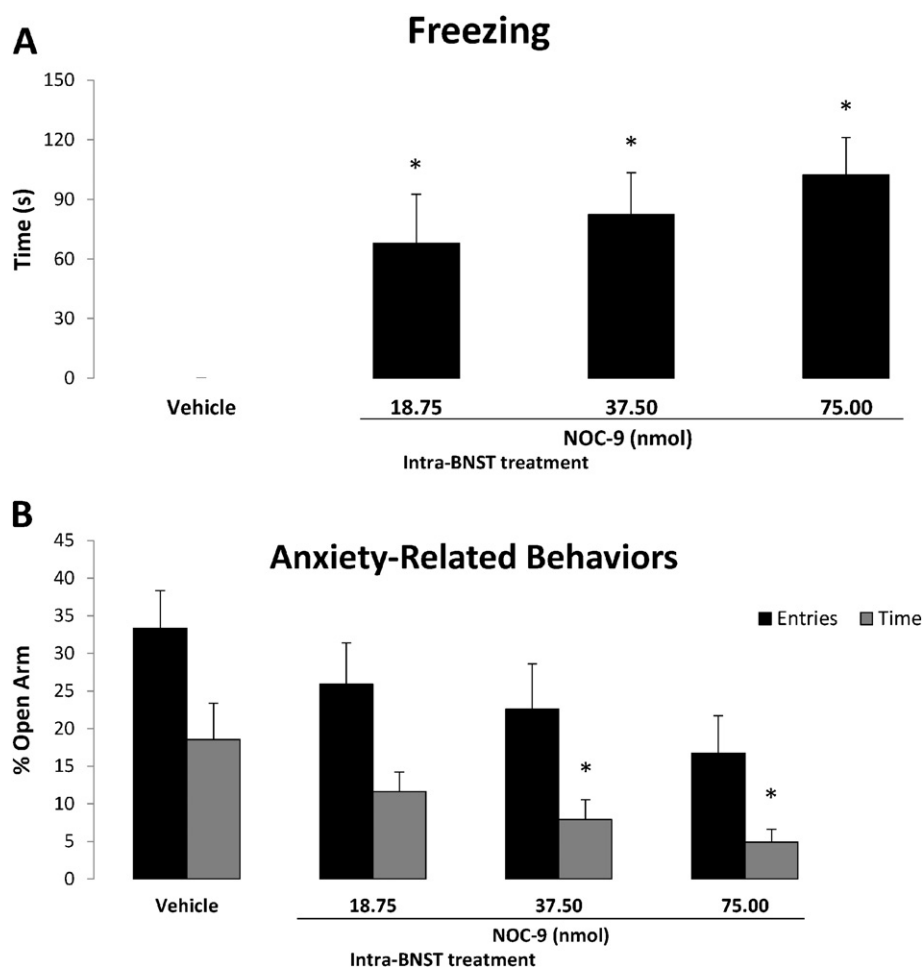 A
Freezing
150
120
90
60
30
0
Time (s)
*
*
*
Vehicle
18.75
37.50
75.00
NOC-9 (nmol)
Intra-BNST treatment
B
Anxiety-Related Behaviors
45
40
35
30
25
20
15
10
5
0
% Open Arm
Entries
Time
*
*
Vehicle
18.75
37.50
75.00
NOC-9 (nmol)
Intra-BNST treatment